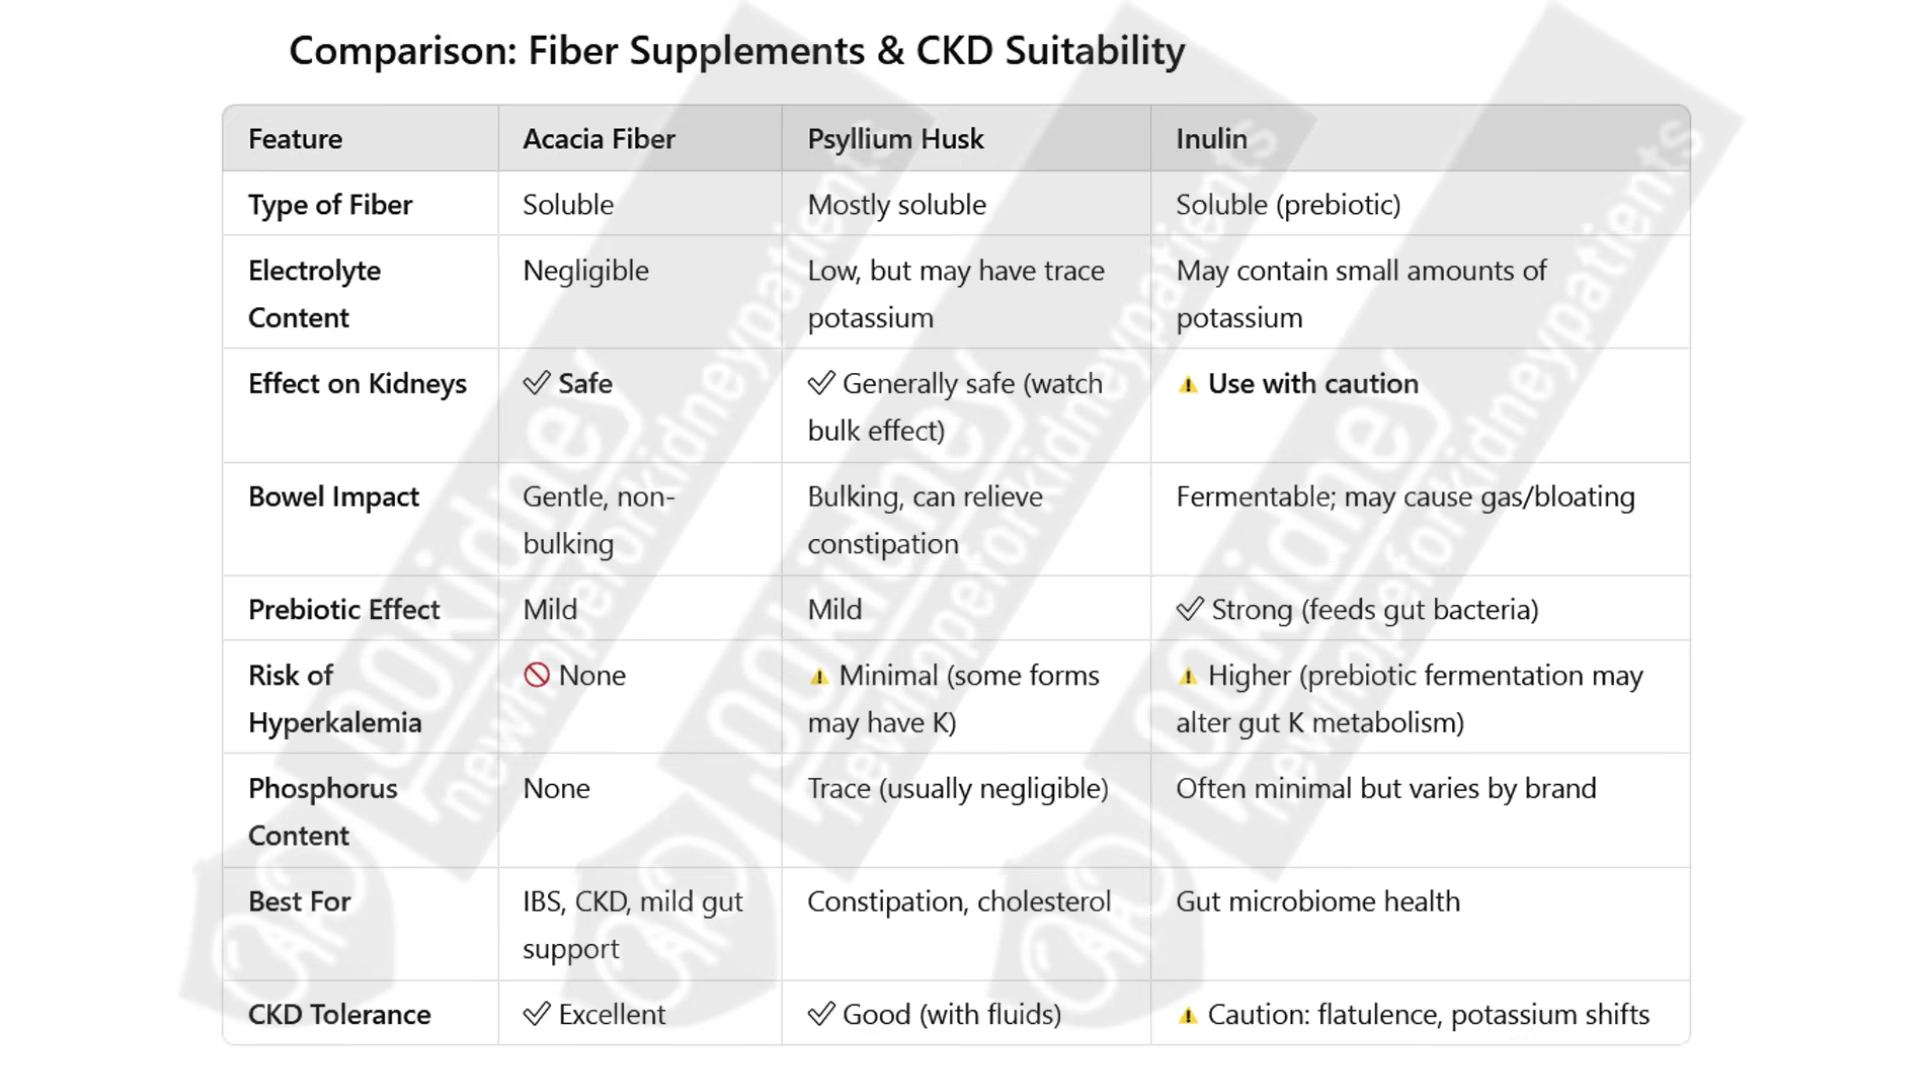 Comparison: Fiber Supplements & CKD Suitability
Feature
Acacia Fiber
Psyllium Husk
Inulin
Type of Fiber
Soluble
Mostly soluble
Soluble (prebiotic)
Electrolyte
Content
Negligible
Low, but may have trace
potassium
May contain small amounts of
potassium
Effect on Kidneys
✅ Safe
✅ Generally safe (watch
bulk effect)
⚠️ Use with caution
Bowel Impact
Gentle, non-
bulking
Bulking, can relieve
constipation
Fermentable; may cause gas/bloating
Prebiotic Effect
Mild
Mild
✅ Strong (feeds gut bacteria)
Risk of
Hyperkalemia
🚫 None
⚠️ Minimal (some forms
may have K)
⚠️ Higher (prebiotic fermentation may
alter gut K metabolism)
Phosphorus
Content
None
Trace (usually negligible)
Often minimal but varies by brand
Best For
IBS, CKD, mild gut
support
Constipation, cholesterol
Gut microbiome health
CKD Tolerance
✅ Excellent
✅ Good (with fluids)
⚠️ Caution: flatulence, potassium shifts
newhopeforkidneypatients
newhopeforkidneypatients
newhopeforkidneypatients